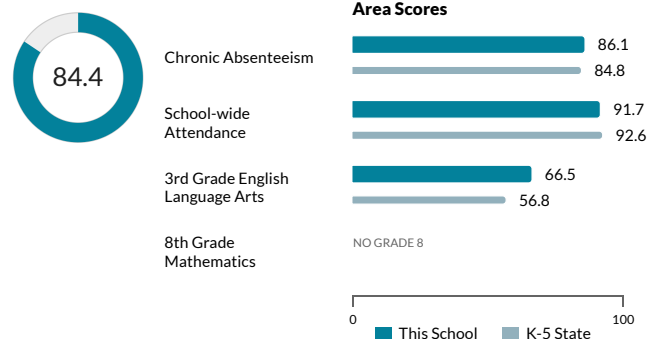 Area Scores
84.4
Chronic Absenteeism
86.1
84.8
School-wide
Attendance
91.7
92.6
3rd Grade English
Language Arts
66.5
56.8
8th Grade
Mathematics
NO GRADE 8
0
100
This School
K-5 State